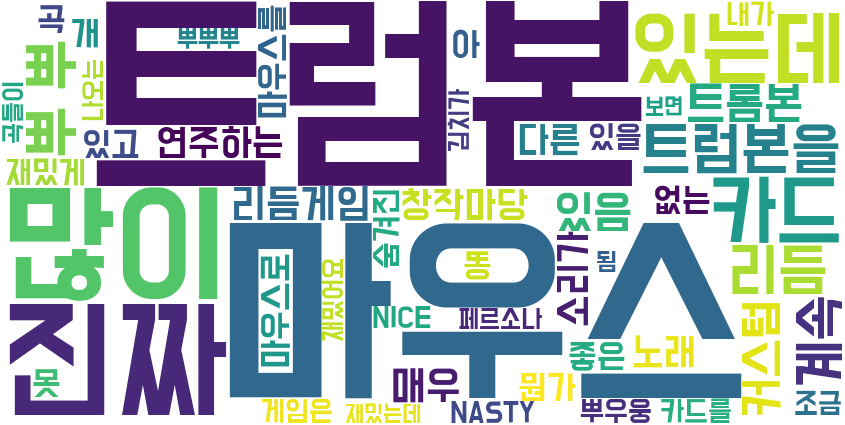 곡
개
뿌뿌뿌
마우스를
트럼본
아
있는데
내가
빠
빠
나오는
곡들이
있고
연주하는
김치가
다른
있을
보면
트롬본
트럼본을
재밌게
많이
리듬게임
숨겨진
창작마당
있음
없는
카드
마우스
마우스로
재밌어요
똥
소리가
됨
리듬
진짜
못
NICE
페르소나
매우
뭔가
좋은
노래
커스텀
계속
게임은
재밌는데
NASTY
뿌우웅
카드를
조금